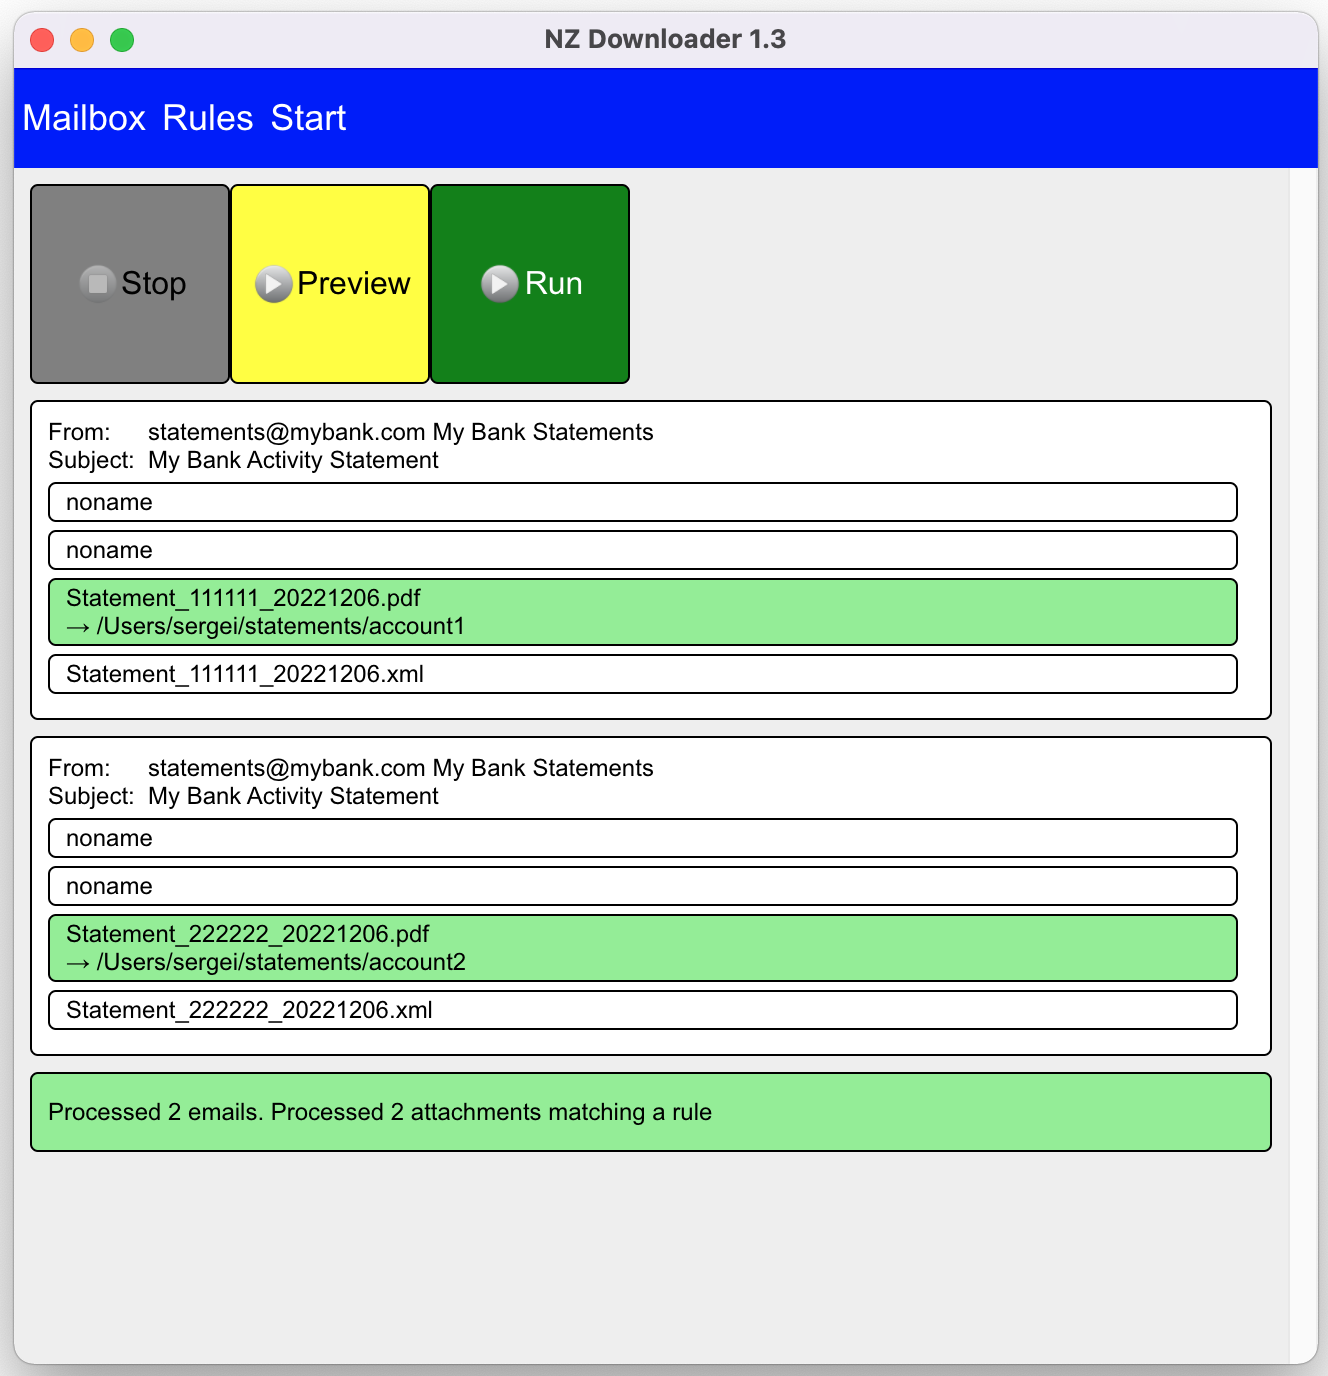 NZ Downloader 1.3
Mailbox Rules Start
Stop Preview Run
From: statements@mybank.com My Bank Statements
Subject: My Bank Activity Statement
noname
noname
Statement_111111_20221206.pdf
→ /Users/sergei/statements/account1
Statement_111111_20221206.xml
From: statements@mybank.com My Bank Statements
Subject: My Bank Activity Statement
noname
noname
Statement_222222_20221206.pdf
→ /Users/sergei/statements/account2
Statement_222222_20221206.xml
Processed 2 emails. Processed 2 attachments matching a rule